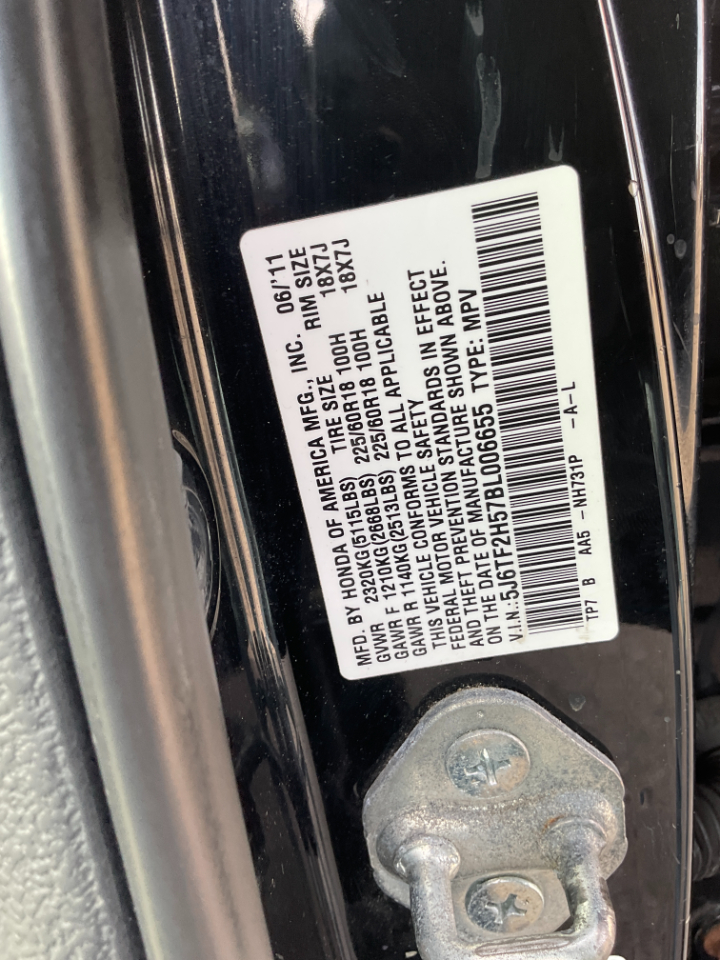 MFD. BY HONDA OF AMERICA MFG., INC. 06/'11
GVWR 2320KG(5115LBS) TIRE SIZE RIM SIZE
GAWR F 1210KG(2668LBS) 225/60R18 100H 18X7J
GAWR R 1140KG(2513LBS) 225/60R18 100H 18X7J
THIS VEHICLE CONFORMS TO ALL APPLICABLE
FEDERAL MOTOR VEHICLE SAFETY
AND THEFT PREVENTION STANDARDS IN EFFECT
ON THE DATE OF MANUFACTURE SHOWN ABOVE.
V.I.N.:5J6TF2H57BL006655 TYPE: MPV
TP7 B AA5 -NH731P -A-L